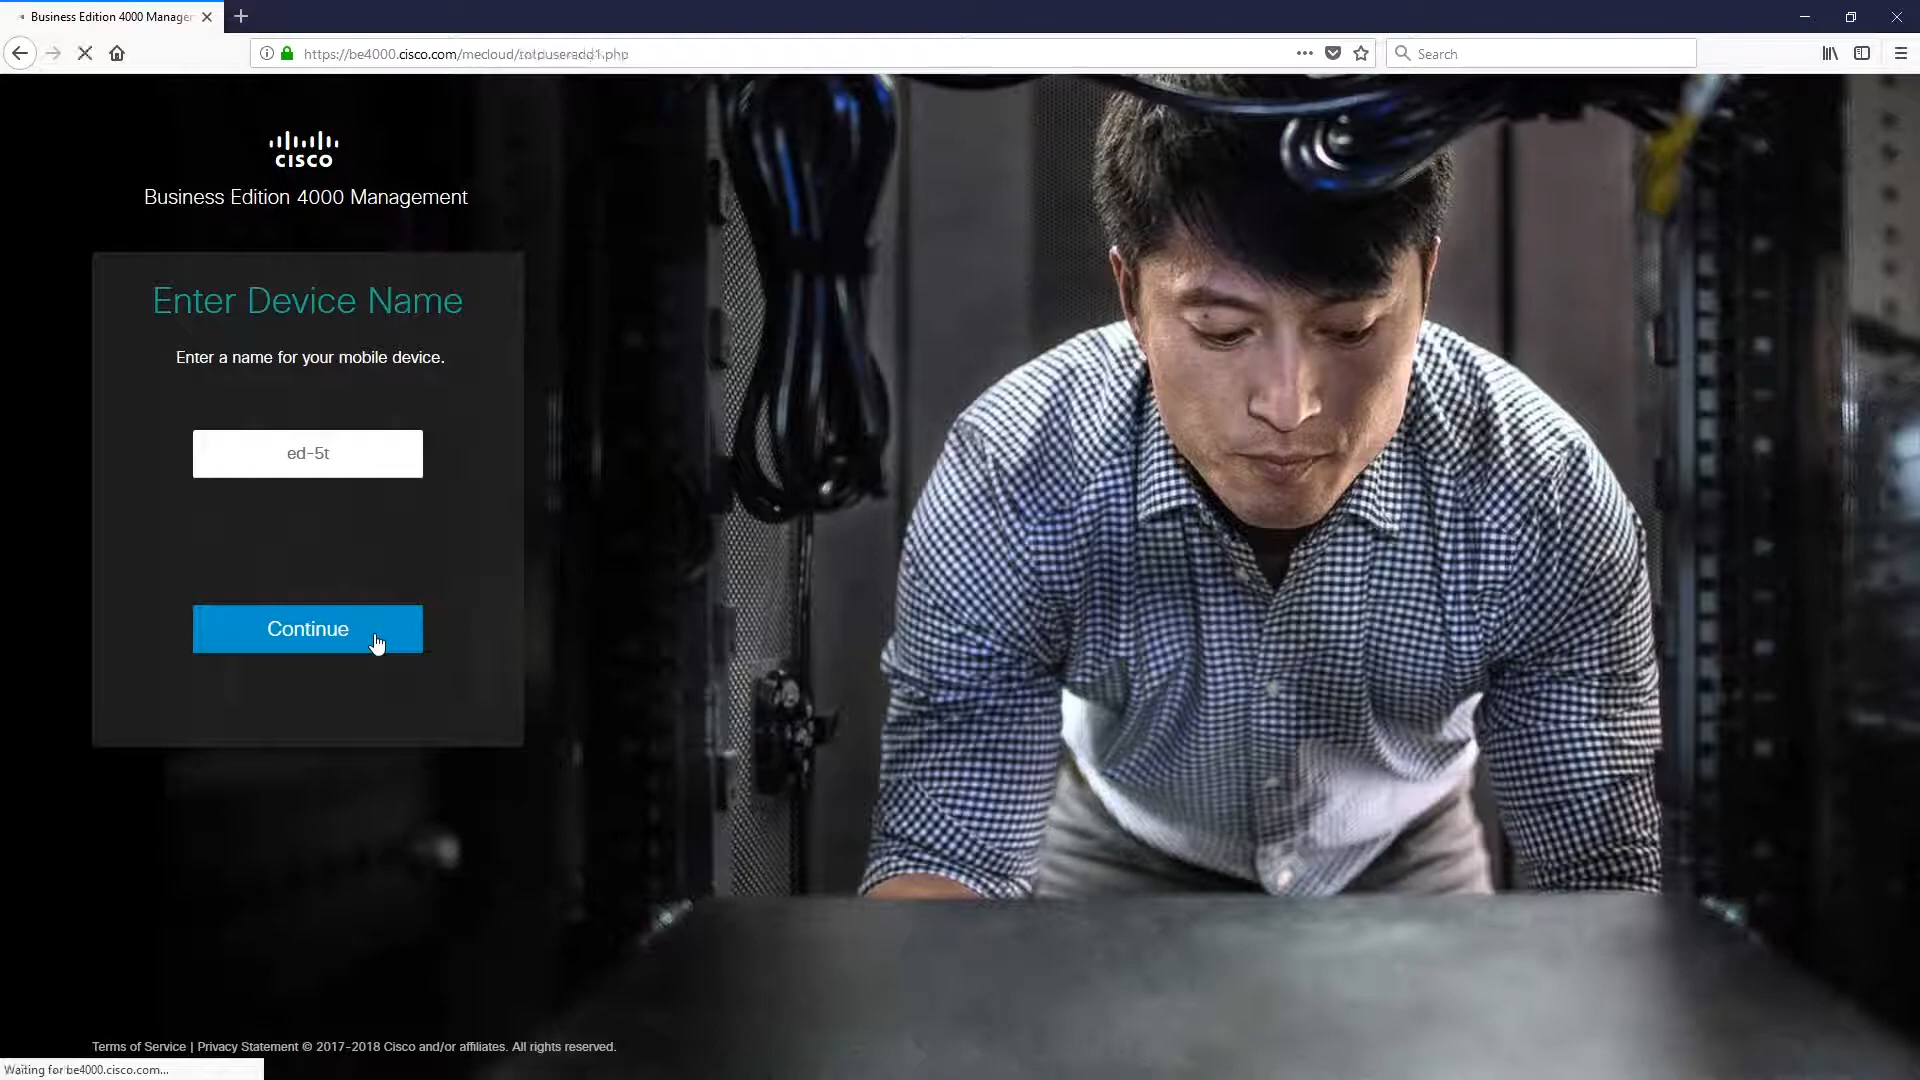 Business Edition 4000 Manager
https://be4000.cisco.com/mecloud/
Search
CISCO
Business Edition 4000 Management
Enter Device Name
Enter a name for your mobile device.
ed-5t
Continue
Terms of Service | Privacy Statement © 2017-2018 Cisco and/or affiliates. All rights reserved.
Waiting for be4000.cisco.com...